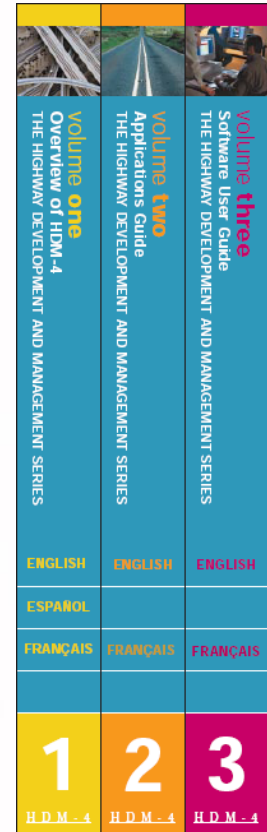 volume one
Overview of HDM-4
THE HIGHWAY DEVELOPMENT AND MANAGEMENT SERIES
ENGLISH
ESPAÑOL
FRANÇAIS
1
HDM-4
volume two
Applications Guide
THE HIGHWAY DEVELOPMENT AND MANAGEMENT SERIES
ENGLISH
FRANÇAIS
2
HDM-4
volume three
Software User Guide
THE HIGHWAY DEVELOPMENT AND MANAGEMENT SERIES
ENGLISH
FRANÇAIS
3
HDM-4